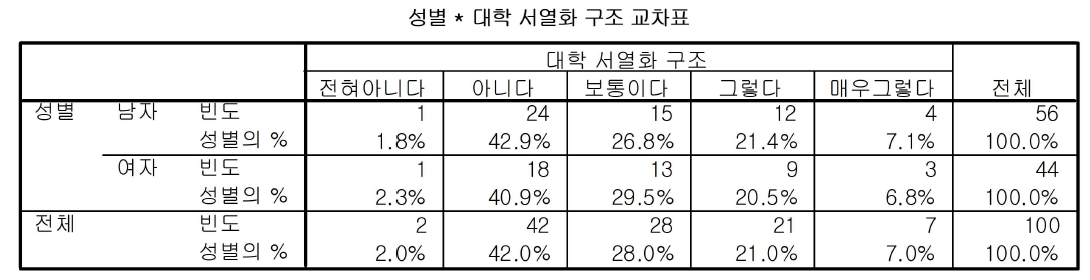 성별 * 대학 서열화 구조 교차표
대학 서열화 구조
전혀아니다 아니다 보통이다 그렇다 매우그렇다 전체
성별 남자 빈도 1 24 15 12 4 56
성별의 % 1.8% 42.9% 26.8% 21.4% 7.1% 100.0%
여자 빈도 1 18 13 9 3 44
성별의 % 2.3% 40.9% 29.5% 20.5% 6.8% 100.0%
전체 빈도 2 42 28 21 7 100
성별의 % 2.0% 42.0% 28.0% 21.0% 7.0% 100.0%